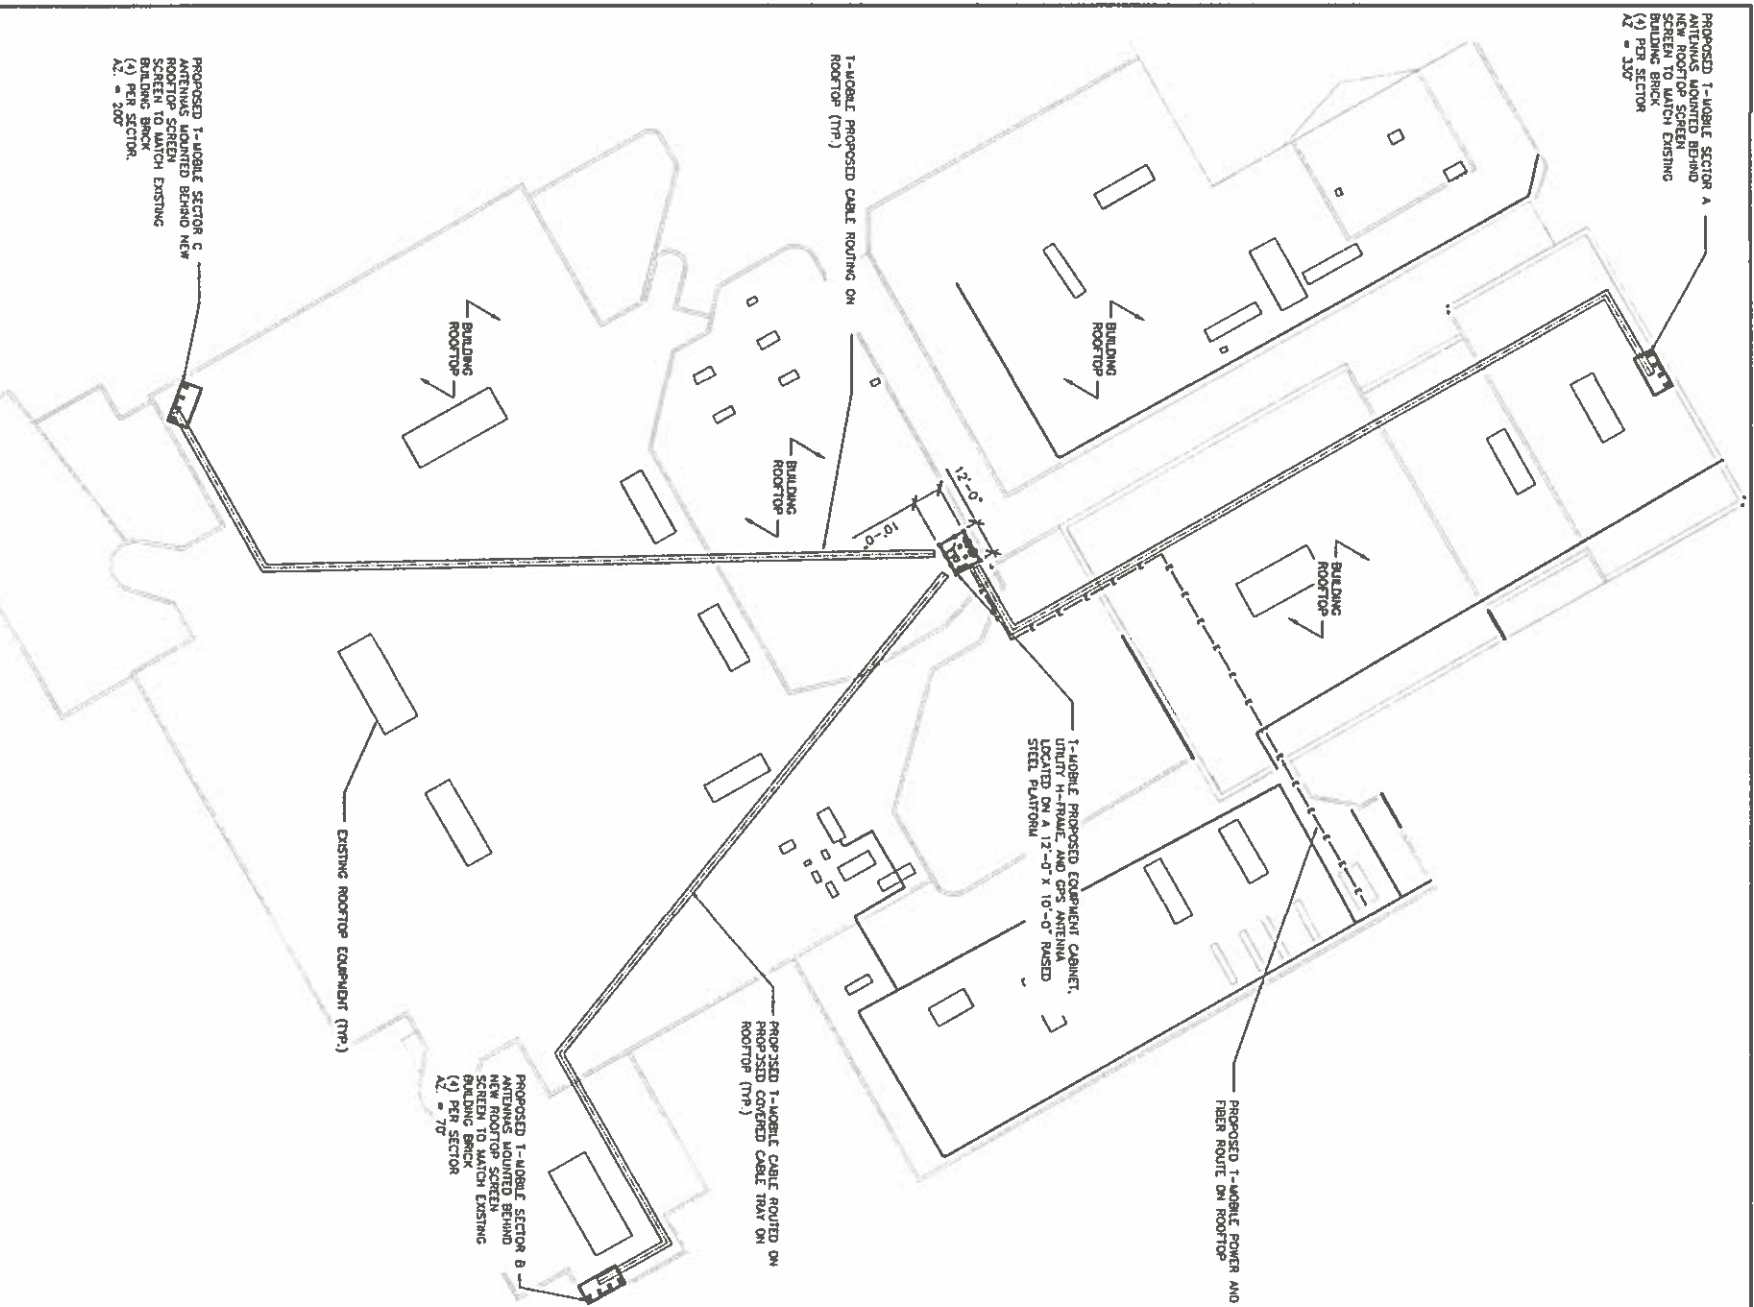 PROPOSED T-MOBILE SECTOR A
ANTENNAS MOUNTED BEHIND
NEW ROOFTOP SCREEN
SCREEN TO MATCH EXISTING
BUILDING BRICK
(4) PER SECTOR
AZ = 330°
BUILDING
ROOFTOP
PROPOSED T-MOBILE POWER AND
FIBER ROUTE ON ROOFTOP
BUILDING
ROOFTOP
T-MOBILE PROPOSED EQUIPMENT CABINET,
UTILITY H-FRAME, AND GPS ANTENNA
LOCATED ON A 12'-0" X 10'-0" RAISED
STEEL PLATFORM
12'-0"
10'-0"
T-MOBILE PROPOSED CABLE ROUTING ON
ROOFTOP (TYP.)
BUILDING
ROOFTOP
PROPOSED T-MOBILE CABLE ROUTED ON
PROPOSED COVERED CABLE TRAY ON
ROOFTOP (TYP.)
BUILDING
ROOFTOP
PROPOSED T-MOBILE SECTOR B
ANTENNAS MOUNTED BEHIND
NEW ROOFTOP SCREEN
SCREEN TO MATCH EXISTING
BUILDING BRICK
(4) PER SECTOR
AZ. = 70°
EXISTING ROOFTOP EQUIPMENT (TYP.)
PROPOSED T-MOBILE SECTOR C
ANTENNAS MOUNTED BEHIND NEW
ROOFTOP SCREEN
SCREEN TO MATCH EXISTING
BUILDING BRICK
(4) PER SECTOR.
AZ. = 200°